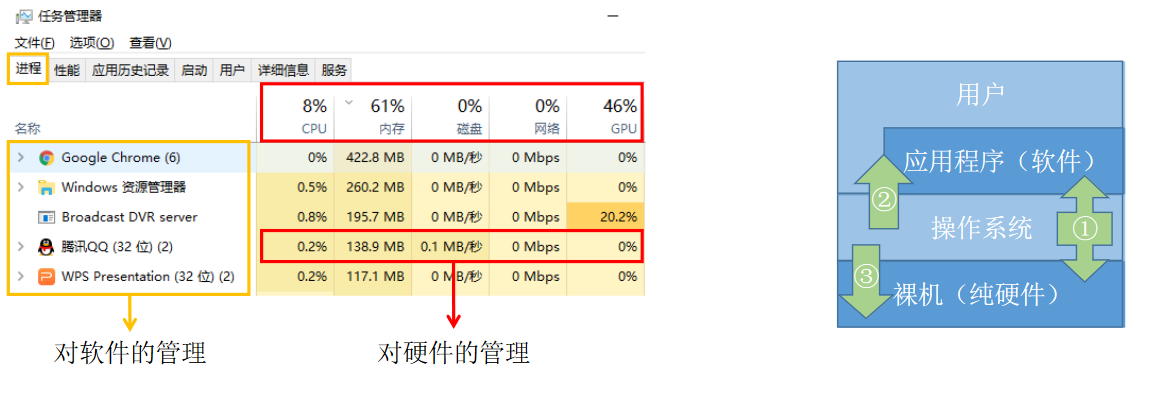 任务管理器
文件(F) 选项(O) 查看(V)
进程 性能 应用历史记录 启动 用户 详细信息 服务
8% 61% 0% 0% 46%
名称 CPU 内存 磁盘 网络 GPU
Google Chrome (6) 0% 422.8 MB 0 MB/秒 0 Mbps 0%
Windows 资源管理器 0.5% 260.2 MB 0 MB/秒 0 Mbps 0%
Broadcast DVR server 0.8% 195.7 MB 0 MB/秒 0 Mbps 20.2%
腾讯QQ (32 位) (2) 0.2% 138.9 MB 0.1 MB/秒 0 Mbps 0%
WPS Presentation (32 位) (2) 0.2% 117.1 MB 0 MB/秒 0 Mbps 0%
对软件的管理
对硬件的管理
用户
应用程序（软件）
②
操作系统
①
③
裸机（纯硬件）